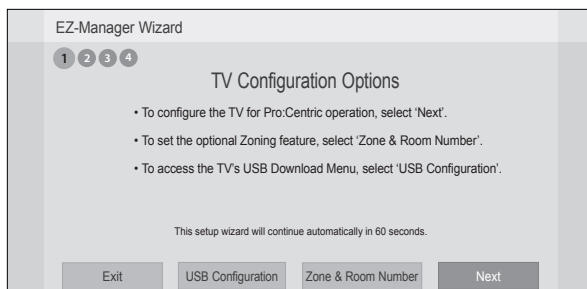 EZ-Manager Wizard
1 2 3 4
TV Configuration Options
• To configure the TV for Pro:Centric operation, select ‘Next’.
• To set the optional Zoning feature, select ‘Zone & Room Number’.
• To access the TV’s USB Download Menu, select ‘USB Configuration’.
This setup wizard will continue automatically in 60 seconds.
Exit USB Configuration Zone & Room Number Next